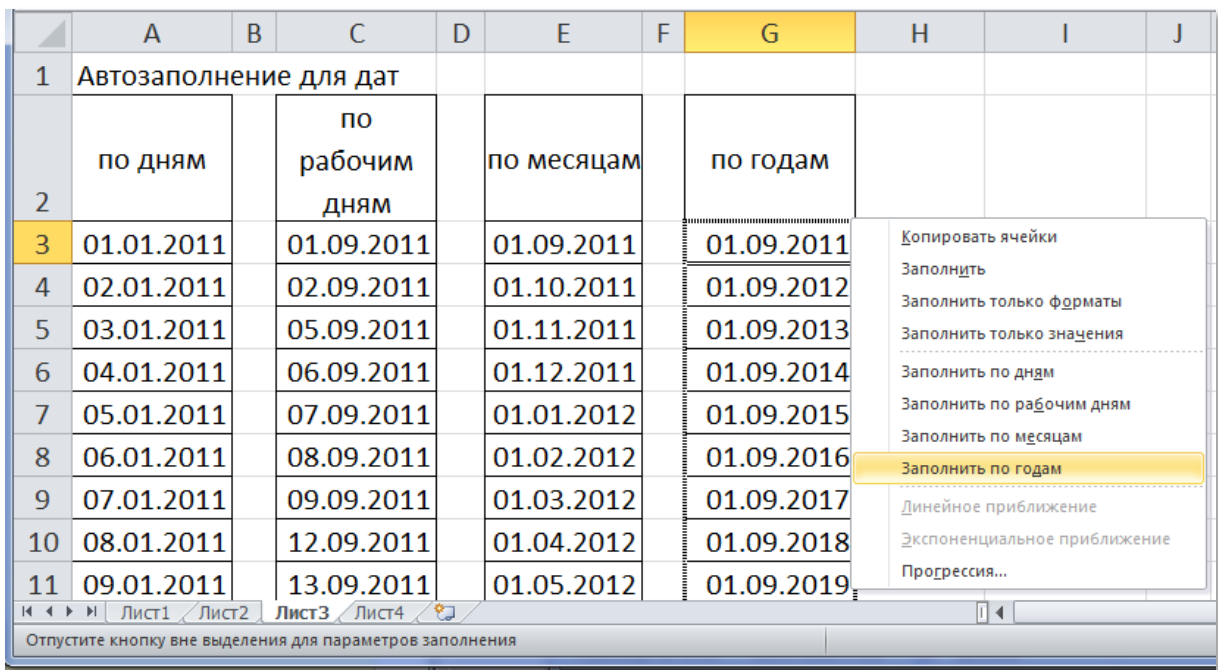 A B C D E F G H I J
1 Автозаполнение для дат
2 по дням по рабочим дням по месяцам по годам
3 01.01.2011 01.09.2011 01.09.2011 01.09.2011
4 02.01.2011 02.09.2011 01.10.2011 01.09.2012
5 03.01.2011 05.09.2011 01.11.2011 01.09.2013
6 04.01.2011 06.09.2011 01.12.2011 01.09.2014
7 05.01.2011 07.09.2011 01.01.2012 01.09.2015
8 06.01.2011 08.09.2011 01.02.2012 01.09.2016
9 07.01.2011 09.09.2011 01.03.2012 01.09.2017
10 08.01.2011 12.09.2011 01.04.2012 01.09.2018
11 09.01.2011 13.09.2011 01.05.2012 01.09.2019
Копировать ячейки
Заполнить
Заполнить только форматы
Заполнить только значения
Заполнить по дням
Заполнить по рабочим дням
Заполнить по месяцам
Заполнить по годам
Линейное приближение
Экспоненциальное приближение
Прогрессия...
Лист1 Лист2 Лист3 Лист4
Отпустите кнопку вне выделения для параметров заполнения